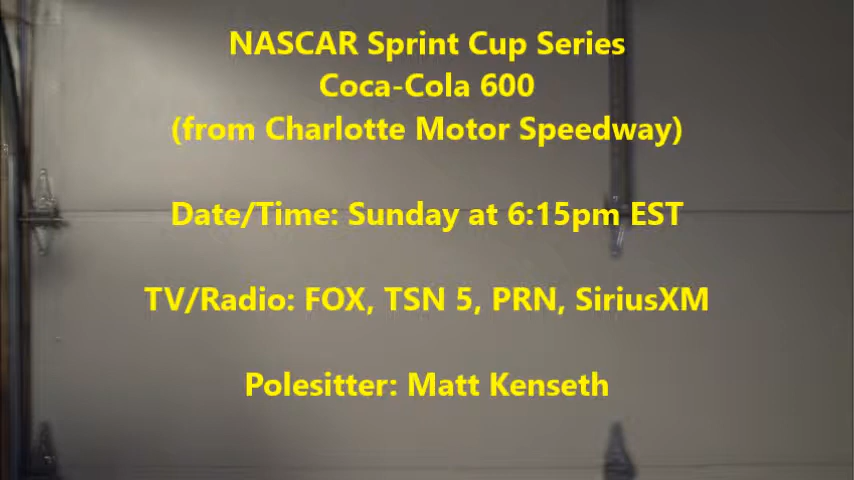 NASCAR Sprint Cup Series
Coca-Cola 600
(from Charlotte Motor Speedway)
Date/Time: Sunday at 6:15pm EST
TV/Radio: FOX, TSN 5, PRN, SiriusXM
Polesitter: Matt Kenseth